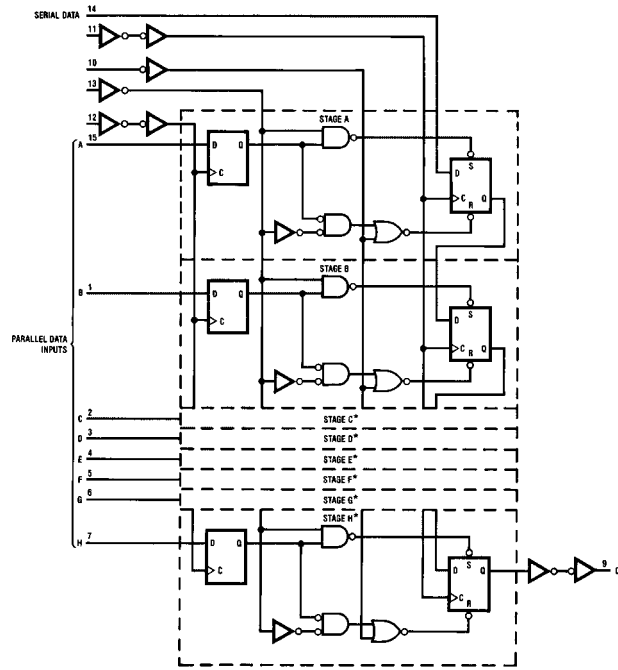 SERIAL DATA 14
11
10
13
12
STAGE A
A 15
D Q
C
S
D
C Q
R
STAGE B
B 1
D Q
C
S
D
C Q
R
PARALLEL DATA
INPUTS
C 2
STAGE C*
D 3
STAGE D*
E 4
STAGE E*
F 5
STAGE F*
G 6
STAGE G*
STAGE H*
H 7
D Q
C
S
D Q
C
R
9